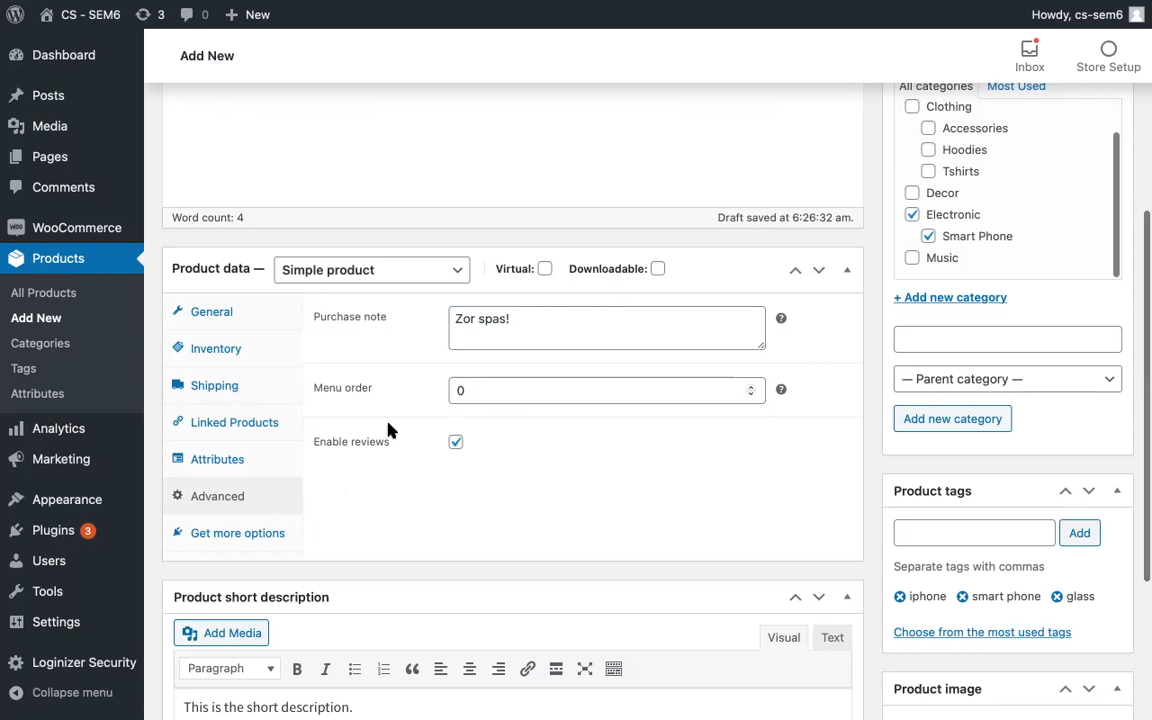 CS - SEM6 3 0 New Howdy, cs-sem6
Add New
Inbox
Store Setup
Dashboard
Posts
Media
Pages
Comments
WooCommerce
Products
All Products
Add New
Categories
Tags
Attributes
Analytics
Marketing
Appearance
Plugins 3
Users
Tools
Settings
Loginizer Security
Collapse menu
Word count: 4 Draft saved at 6:26:32 am.
Product data — Simple product Virtual: Downloadable:
General
Inventory
Shipping
Linked Products
Attributes
Advanced
Get more options
Purchase note Zor spas!
Menu order 0
Enable reviews
Product short description
Add Media
Visual Text
Paragraph
This is the short description.
All categories Most Used
Clothing
Accessories
Hoodies
Tshirts
Decor
Electronic
Smart Phone
Music
+ Add new category
— Parent category —
Add new category
Product tags
Add
Separate tags with commas
iphone smart phone glass
Choose from the most used tags
Product image